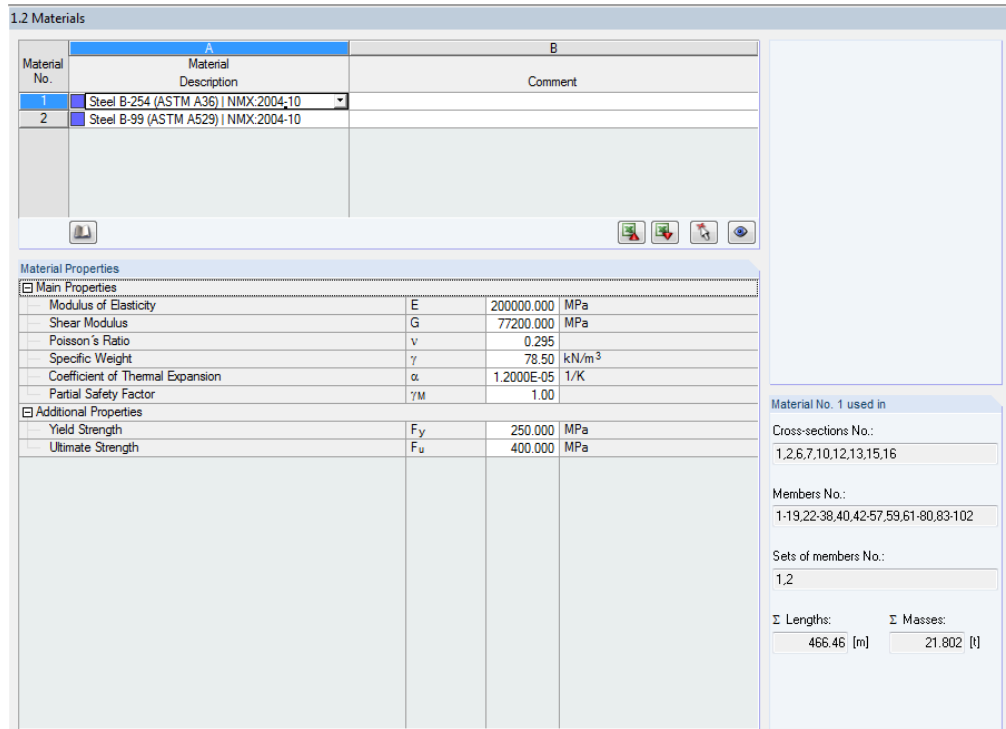 1.2 Materials
A B
Material No. Material Description Comment
1 Steel B-254 (ASTM A36) | NMX:2004-10
2 Steel B-99 (ASTM A529) | NMX:2004-10
Material Properties
Main Properties
Modulus of Elasticity E 200000.000 MPa
Shear Modulus G 77200.000 MPa
Poisson´s Ratio ν 0.295
Specific Weight γ 78.50 kN/m³
Coefficient of Thermal Expansion α 1.2000E-05 1/K
Partial Safety Factor γM 1.00
Additional Properties
Yield Strength Fy 250.000 MPa
Ultimate Strength Fu 400.000 MPa
Material No. 1 used in
Cross-sections No.:
1,2,6,7,10,12,13,15,16
Members No.:
1-19,22-38,40,42-57,59,61-80,83-102
Sets of members No.:
1,2
Σ Lengths: Σ Masses:
466.46 [m] 21.802 [t]